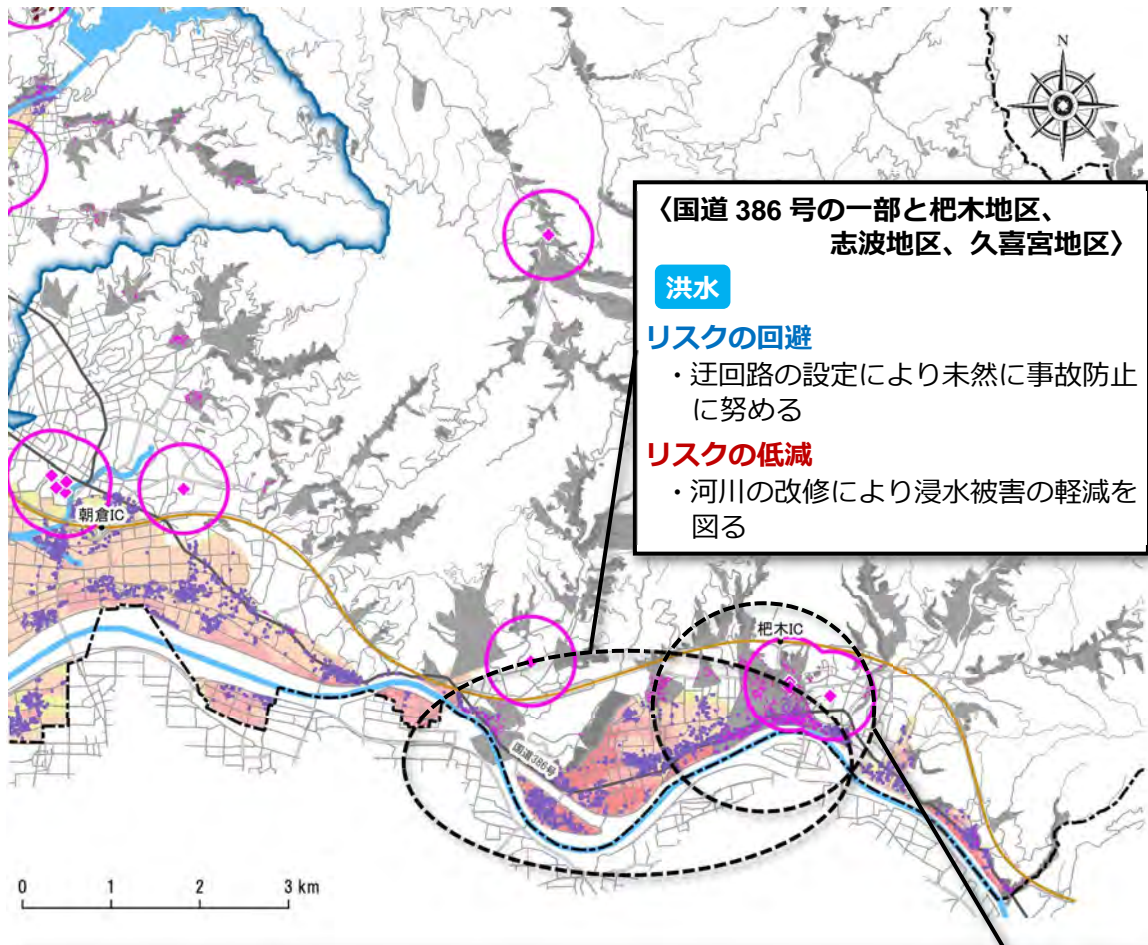 N
〈国道 386 号の一部と杷木地区、
志波地区、久喜宮地区〉
洪水
リスクの回避
・迂回路の設定により未然に事故防止
に努める
リスクの低減
・河川の改修により浸水被害の軽減を
図る
朝倉IC
杷木IC
国道386号
0 1 2 3 km